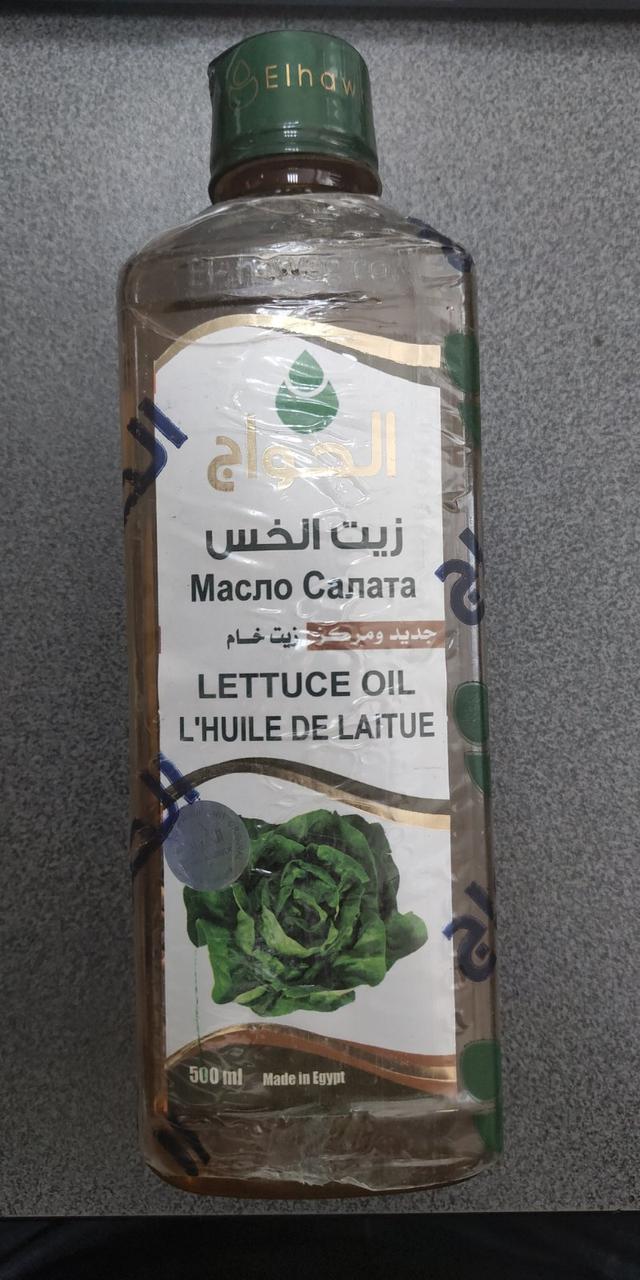 Elhaw
الحواج
زيت الخس
Масло Салата
جديد ومركز زيت خام
LETTUCE OIL
L'HUILE DE LAITUE
500 ml Made in Egypt